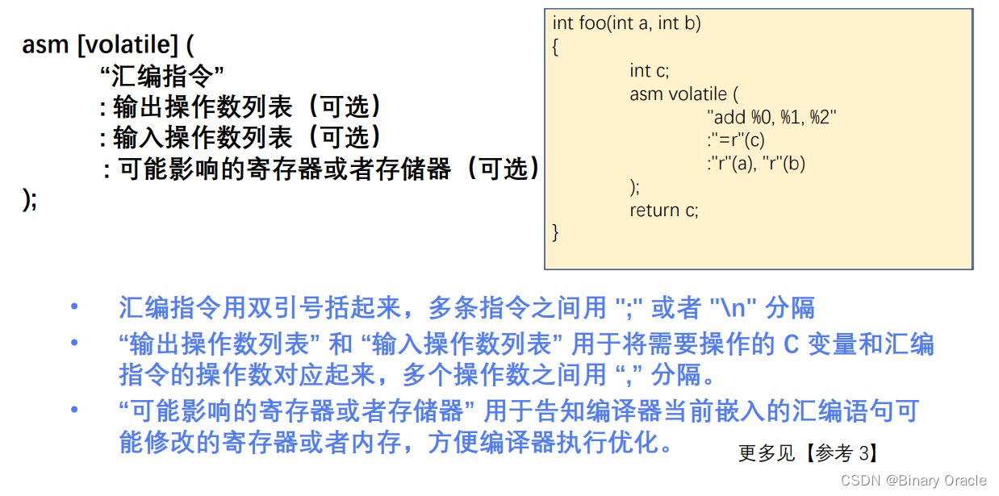 asm [volatile] (
“汇编指令”
: 输出操作数列表（可选）
: 输入操作数列表（可选）
: 可能影响的寄存器或者存储器（可选）
);
int foo(int a, int b)
{
int c;
asm volatile (
"add %0, %1, %2"
:"=r"(c)
:"r"(a), "r"(b)
);
return c;
}
• 汇编指令用双引号括起来，多条指令之间用 ";" 或者 "\n" 分隔
• “输出操作数列表” 和 “输入操作数列表” 用于将需要操作的 C 变量和汇编
指令的操作数对应起来，多个操作数之间用 “,” 分隔。
• “可能影响的寄存器或者存储器” 用于告知编译器当前嵌入的汇编语句可
能修改的寄存器或者内存，方便编译器执行优化。
更多见【参考 3】
CSDN @Binary Oracle